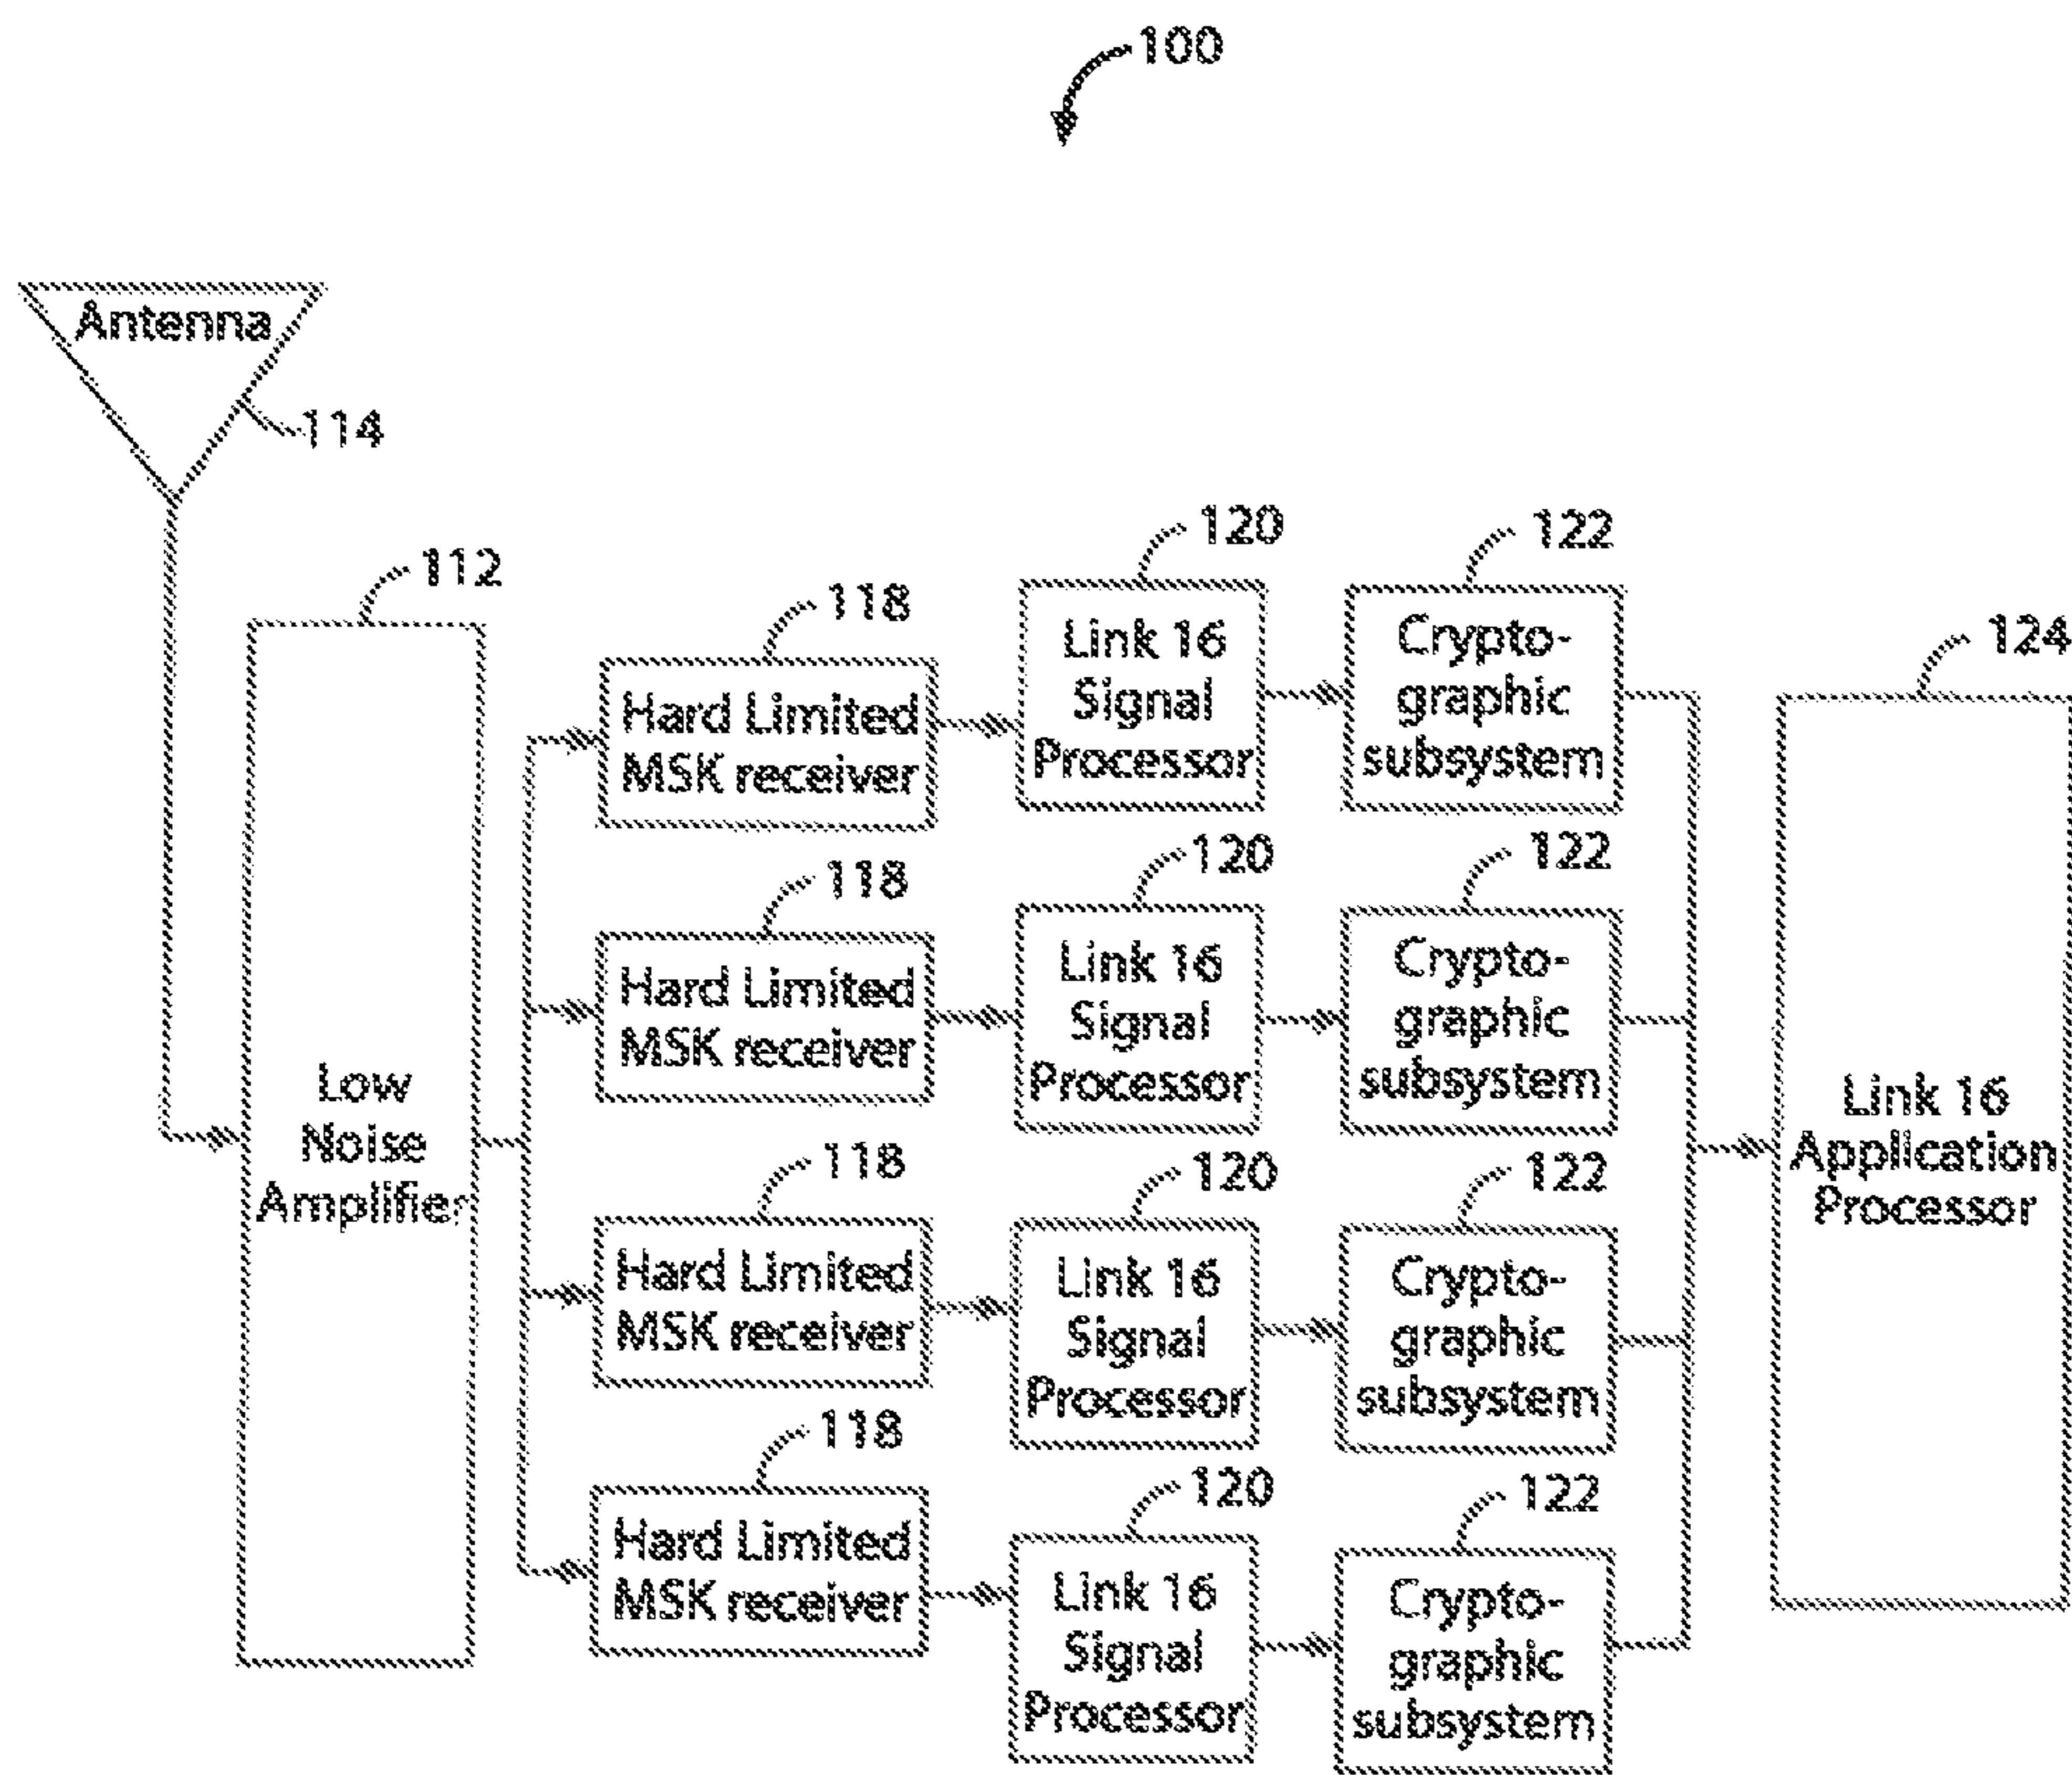 100
Antenna
114
112
Low
Noise
Amplifier
118
Hard Limited
MSK receiver
120
Link 16
Signal
Processor
122
Crypto-
graphic
subsystem
118
Hard Limited
MSK receiver
120
Link 16
Signal
Processor
122
Crypto-
graphic
subsystem
118
Hard Limited
MSK receiver
120
Link 16
Signal
Processor
122
Crypto-
graphic
subsystem
118
Hard Limited
MSK receiver
120
Link 16
Signal
Processor
122
Crypto-
graphic
subsystem
124
Link 16
Application
Processor